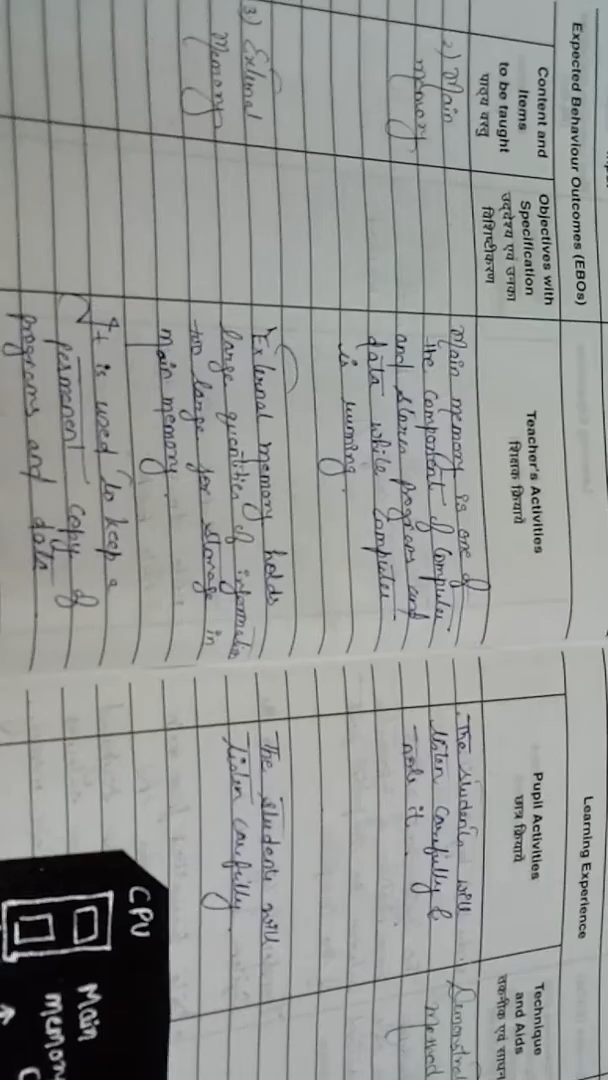 Expected Behaviour Outcomes (EBOs)
Learning Experience
Content and
Items
to be taught
पाठ्य वस्तु
Objectives with
Specification
उद्देश्य एवं उनका
विशिष्टीकरण
Teacher's Activities
शिक्षक क्रियायें
Pupil Activities
छात्र क्रियायें
Technique
and Aids
तकनीक एवं साधन
2) Main
memory
Main memory is one of
the component of computer
and stores programs and
data while computer
is running.
The students will
listen carefully &
note it.
Method
3) External
Memory
External memory holds
large quantities of
too large for storage in
main memory.
It is used to keep a
permanent copy of
programs and data
The students will
listen carefully.
CPU
Main